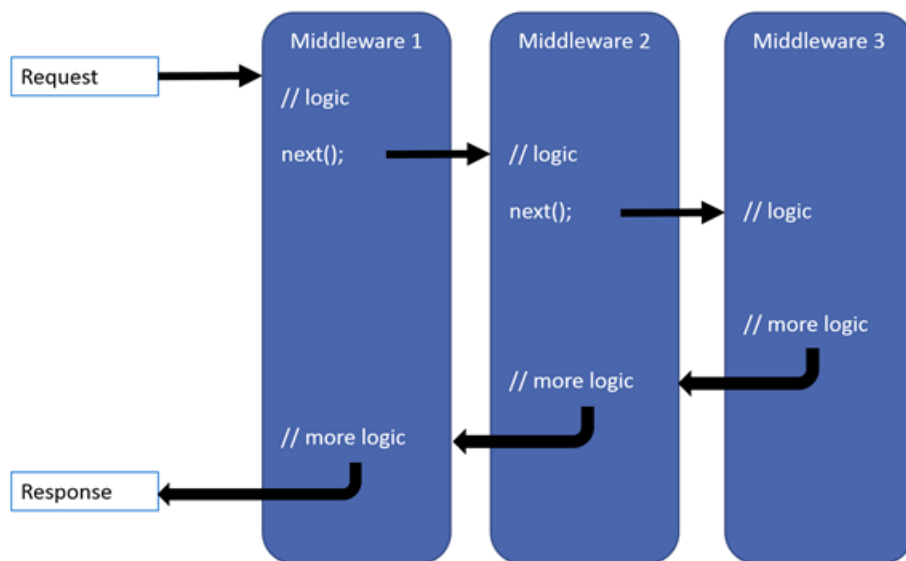 Middleware 1
Middleware 2
Middleware 3
Request
// logic
next();
// logic
next();
// logic
// more logic
// more logic
// more logic
Response